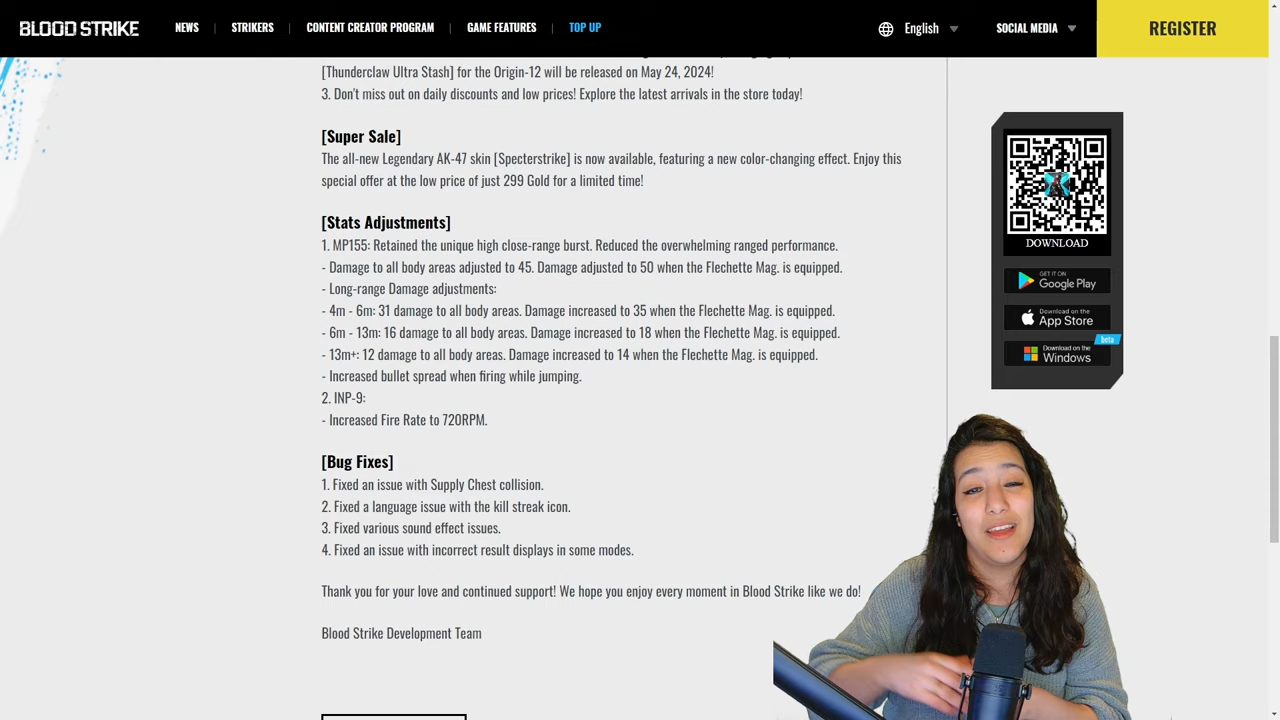 BLOOD STRIKE
NEWS
STRIKERS
CONTENT CREATOR PROGRAM
GAME FEATURES
TOP UP
English
SOCIAL MEDIA
REGISTER
[Thunderclaw Ultra Stash] for the Origin-12 will be released on May 24, 2024!
3. Don't miss out on daily discounts and low prices! Explore the latest arrivals in the store today!
[Super Sale]
The all-new Legendary AK-47 skin [Specterstrike] is now available, featuring a new color-changing effect. Enjoy this
special offer at the low price of just 299 Gold for a limited time!
[Stats Adjustments]
1. MP155: Retained the unique high close-range burst. Reduced the overwhelming ranged performance.
- Damage to all body areas adjusted to 45. Damage adjusted to 50 when the Flechette Mag. is equipped.
- Long-range Damage adjustments:
- 4m - 6m: 31 damage to all body areas. Damage increased to 35 when the Flechette Mag. is equipped.
- 6m - 13m: 16 damage to all body areas. Damage increased to 18 when the Flechette Mag. is equipped.
- 13m+: 12 damage to all body areas. Damage increased to 14 when the Flechette Mag. is equipped.
- Increased bullet spread when firing while jumping.
2. INP-9:
- Increased Fire Rate to 720RPM.
[Bug Fixes]
1. Fixed an issue with Supply Chest collision.
2. Fixed a language issue with the kill streak icon.
3. Fixed various sound effect issues.
4. Fixed an issue with incorrect result displays in some modes.
Thank you for your love and continued support! We hope you enjoy every moment in Blood Strike like we do!
Blood Strike Development Team
DOWNLOAD
GET IT ON
Google Play
Download on the
App Store
beta
Download on the
Windows